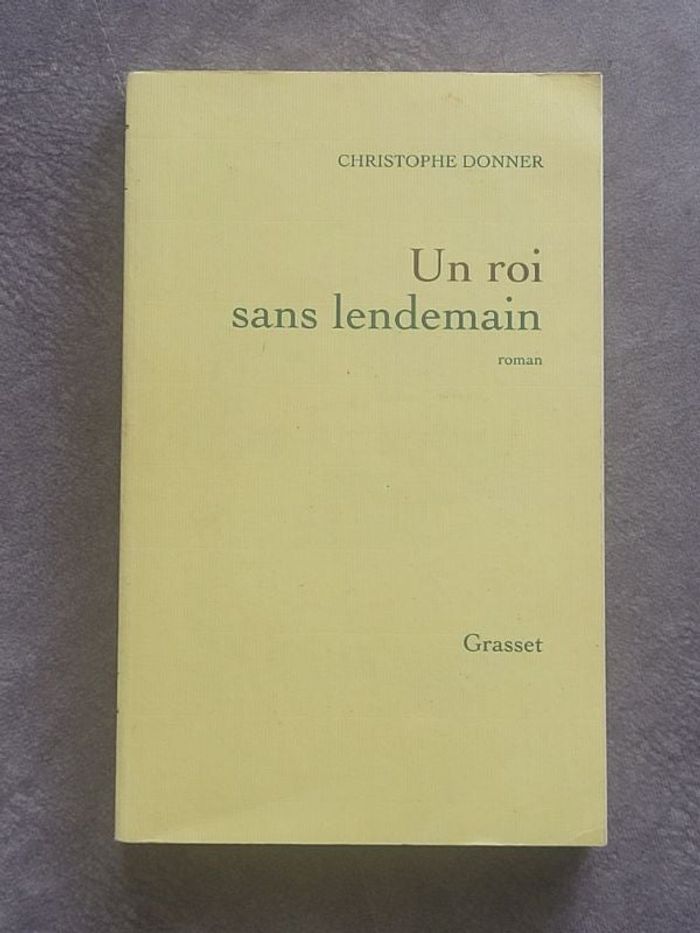 CHRISTOPHE DONNER
Un roi
sans lendemain
roman
Grasset